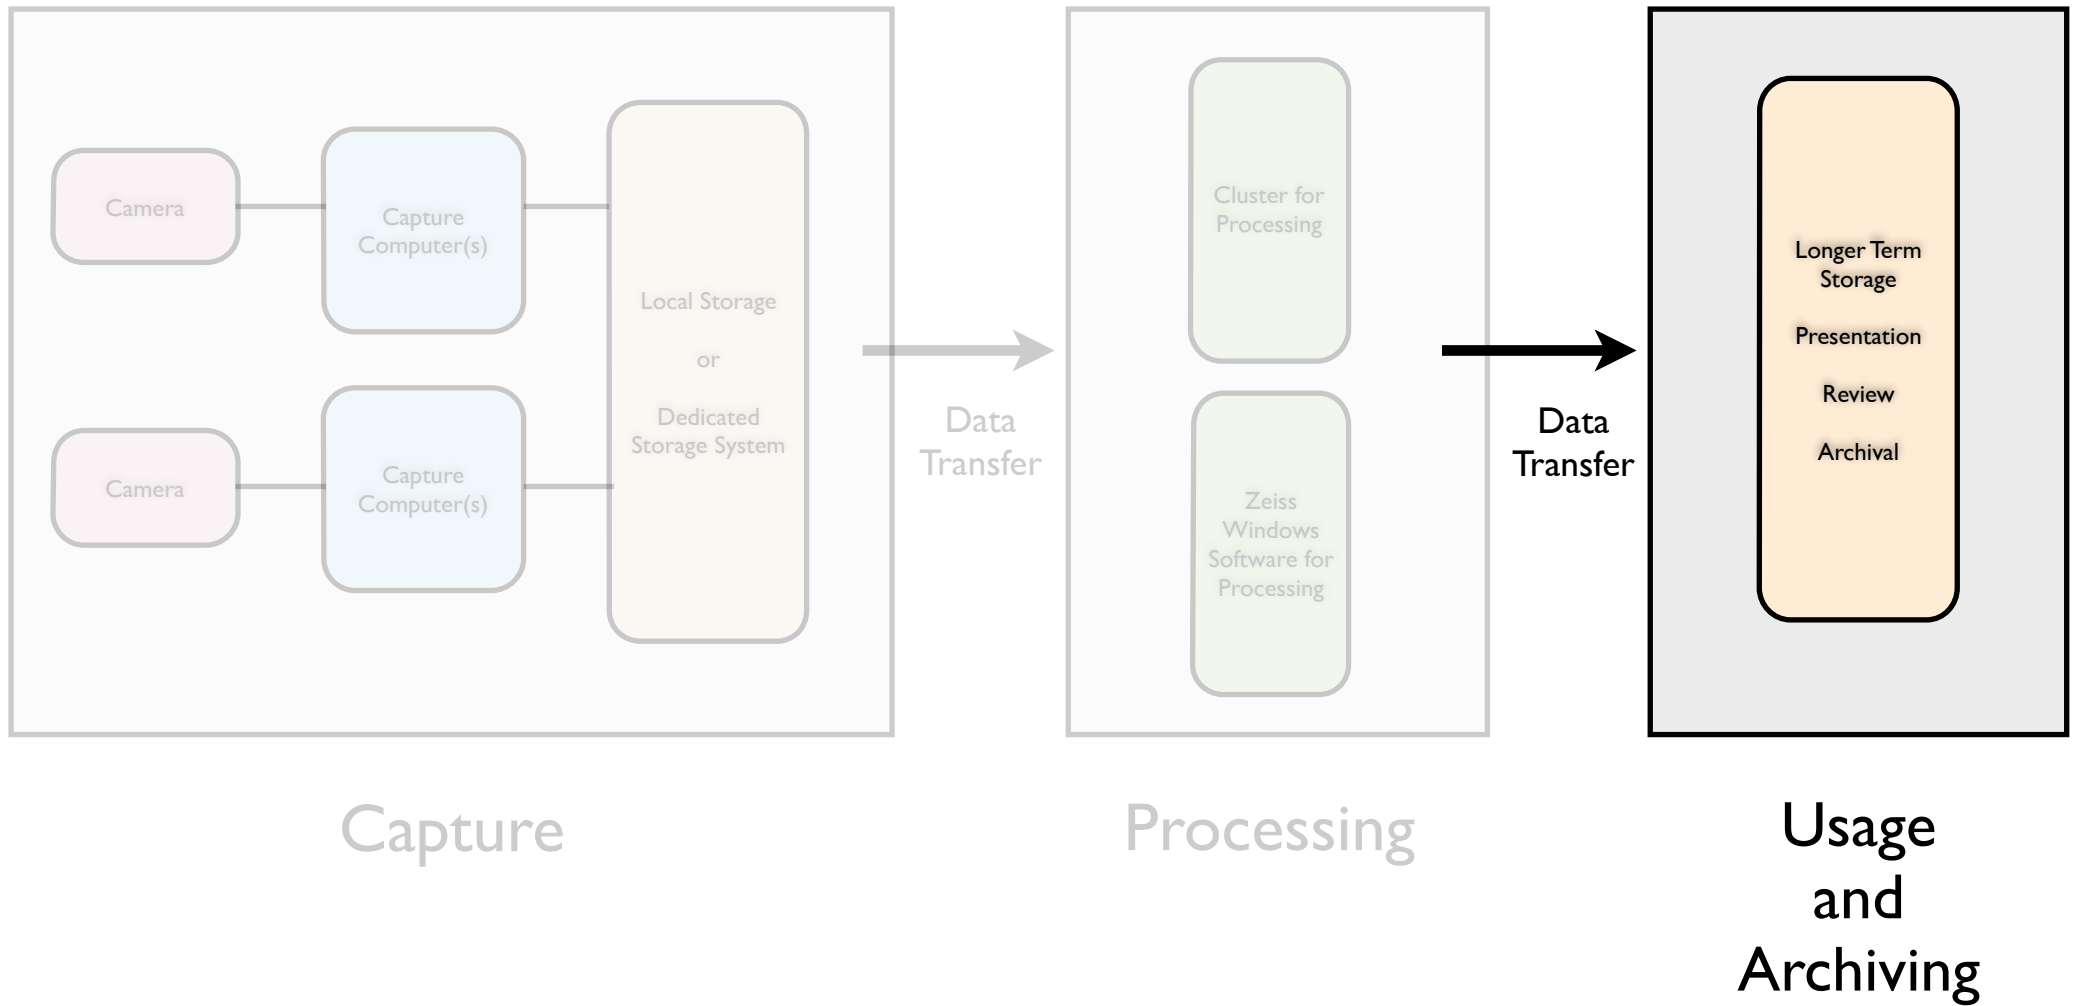 Camera
Capture
Computer(s)
Camera
Capture
Computer(s)
Local Storage
or
Dedicated
Storage System
Data
Transfer
Cluster for
Processing
Zeiss
Windows
Software for
Processing
Data
Transfer
Longer Term
Storage
Presentation
Review
Archival
Capture
Processing
Usage
and
Archiving